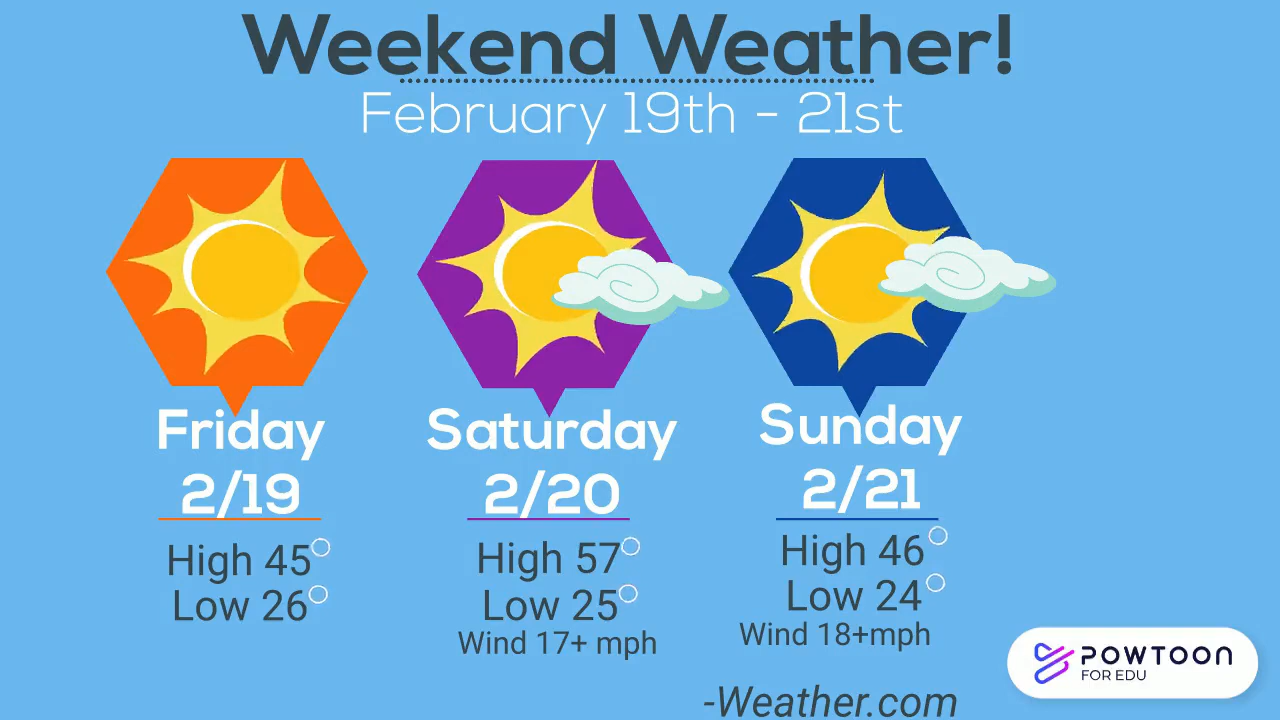 Weekend Weather!
February 19th - 21st
Friday
2/19
High 45°
Low 26°
Saturday
2/20
High 57°
Low 25°
Wind 17+ mph
Sunday
2/21
High 46°
Low 24°
Wind 18+mph
-Weather.com
POWTOON
FOR EDU